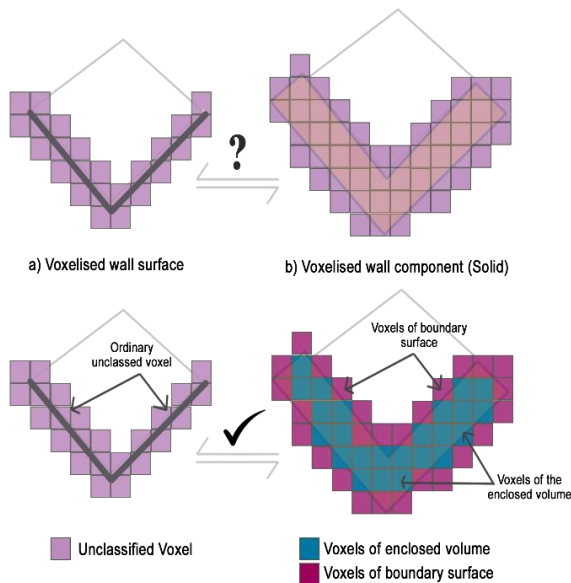 ?
a) Voxelised wall surface
b) Voxelised wall component (Solid)
Ordinary
unclassed voxel
Voxels of boundary
surface
Voxels of the
enclosed volume
Unclassified Voxel
Voxels of enclosed volume
Voxels of boundary surface